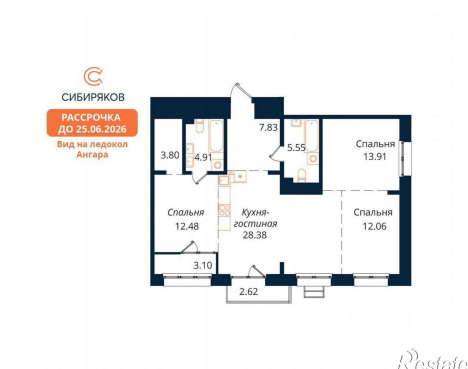 СИБИРЯКОВ
РАССРОЧКА
ДО 25.06.2026
Вид на ледокол
Ангара
7.83
3.80
4.91
5.55
Спальня
13.91
Спальня
12.48
Кухня-
гостиная
28.38
Спальня
12.06
3.10
2.62
Restate